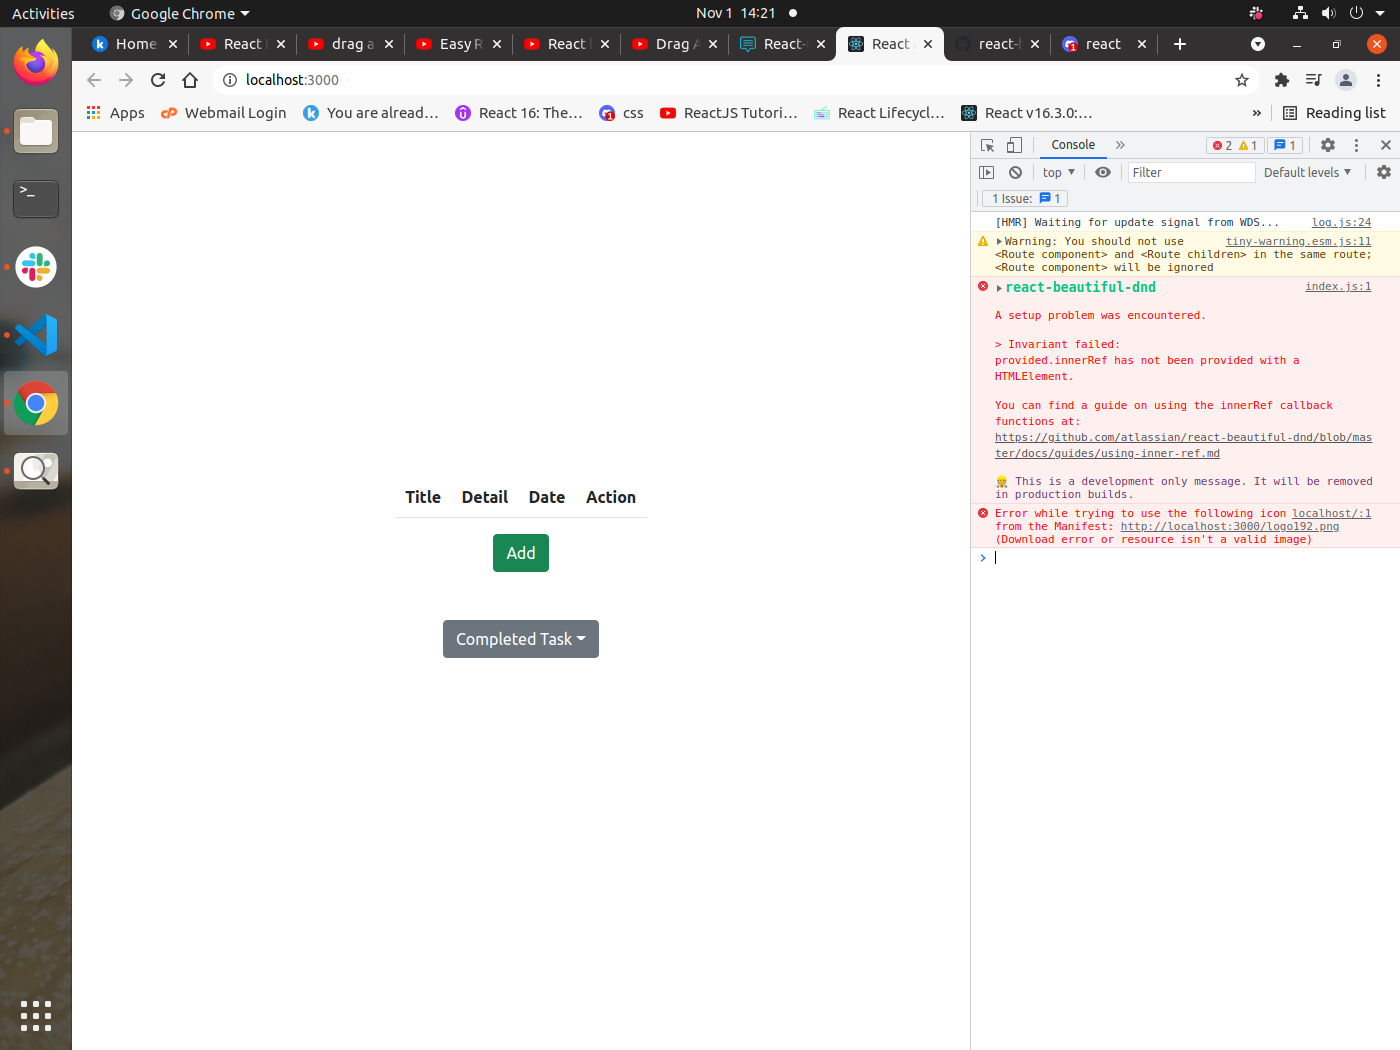 Activities
Google Chrome
Nov 1 14:21
Home
React
drag a
Easy R
React
Drag A
React-
React
react-
react
localhost:3000
Apps
Webmail Login
You are alread...
React 16: The...
css
ReactJS Tutori...
React Lifecycl...
React v16.3.0:...
»
Reading list
Console
»
2
1
1
top
Filter
Default levels
1 Issue:
1
[HMR] Waiting for update signal from WDS... log.js:24
Warning: You should not use tiny-warning.esm.js:11
<Route component> and <Route children> in the same route;
<Route component> will be ignored
react-beautiful-dnd index.js:1
A setup problem was encountered.
> Invariant failed:
provided.innerRef has not been provided with a
HTMLElement.
You can find a guide on using the innerRef callback
functions at:
https://github.com/atlassian/react-beautiful-dnd/blob/mas
ter/docs/guides/using-inner-ref.md
👷 This is a development only message. It will be removed
in production builds.
Error while trying to use the following icon localhost/:1
from the Manifest: http://localhost:3000/logo192.png
(Download error or resource isn't a valid image)
Title Detail Date Action
Add
Completed Task